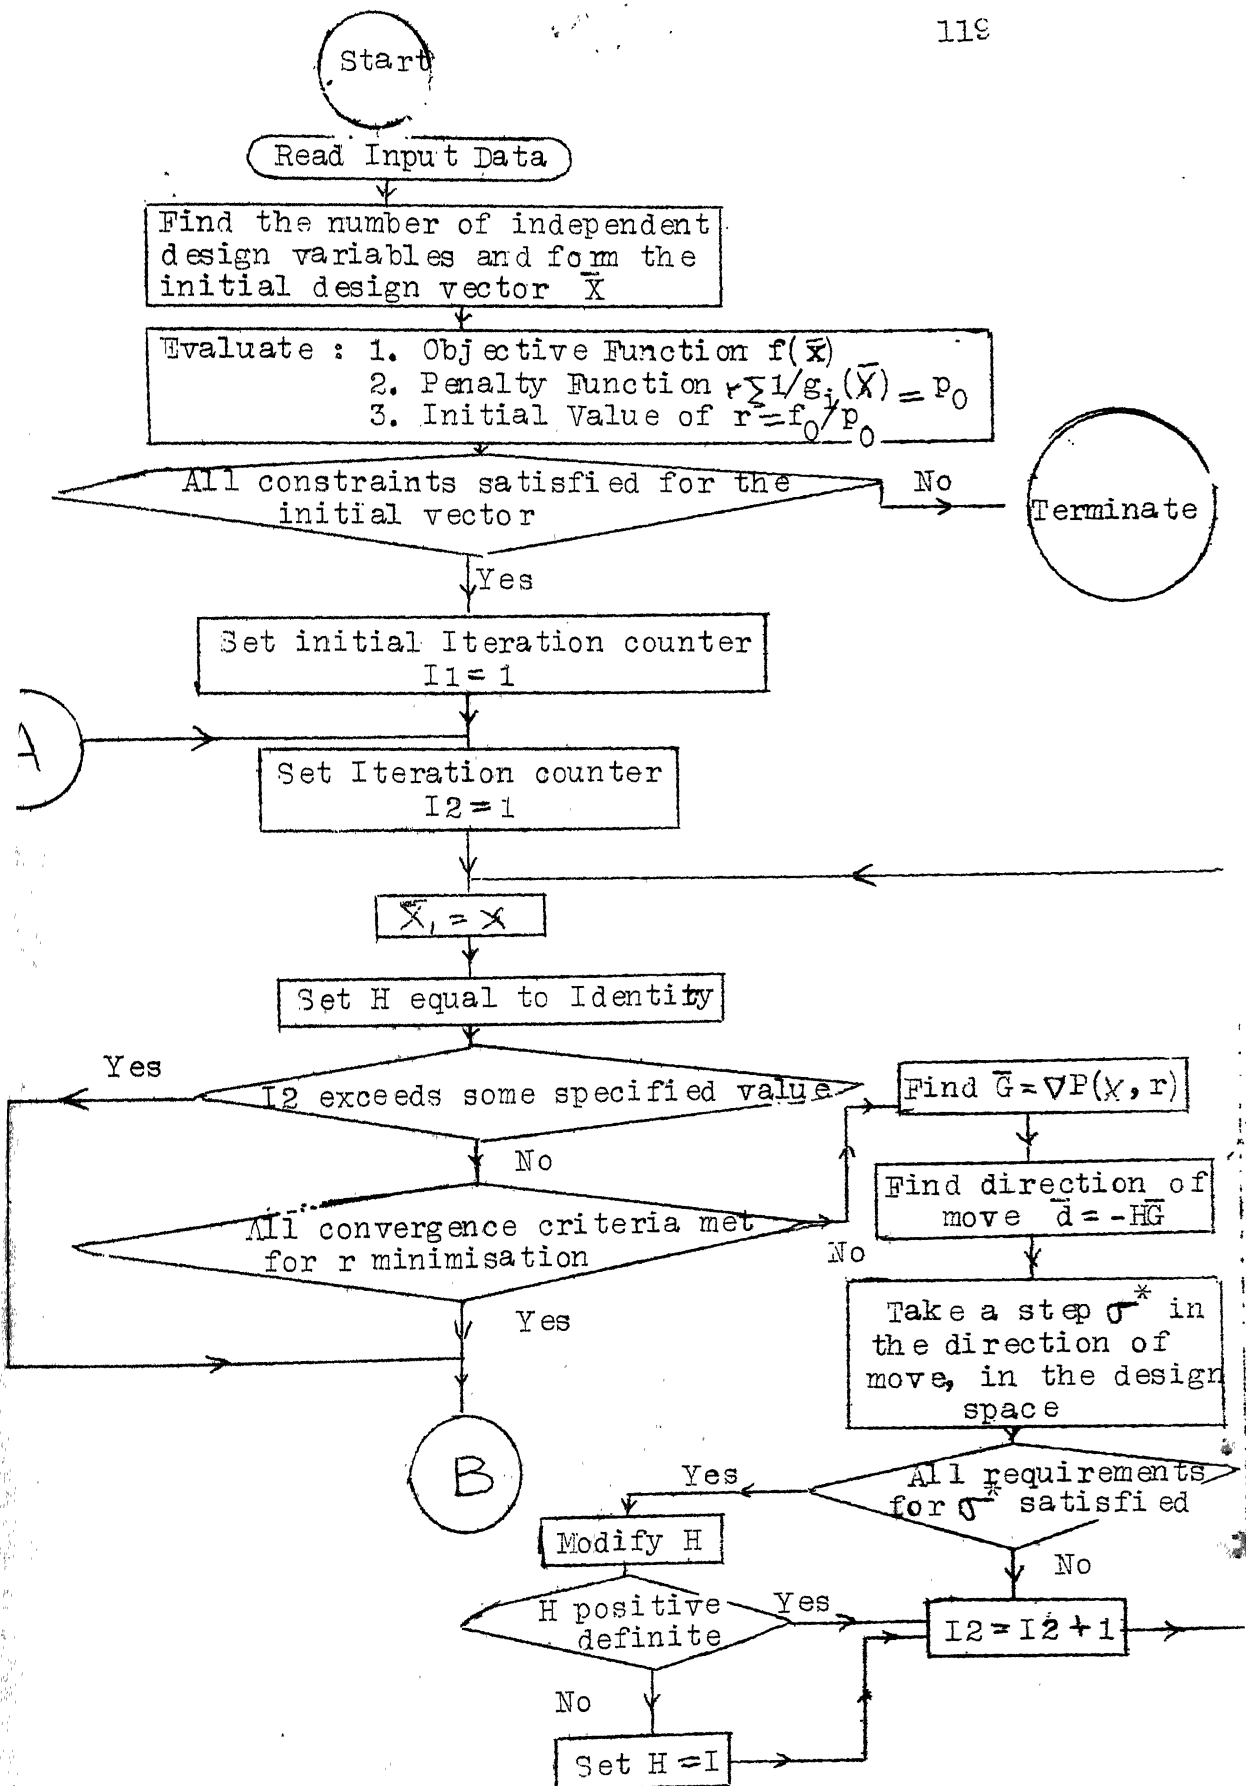 119
Start
Read Input Data
Find the number of independent
design variables and form the
initial design vector X̄
Evaluate : 1. Objective Function f(x̄)
2. Penalty Function r∑1/gᵢ(X̄) = p₀
3. Initial Value of r = f₀/p₀
All constraints satisfied for the
initial vector
No
Terminate
Yes
Set initial Iteration counter
I1 = 1
A
Set Iteration counter
I2 = 1
X̄₁ = X
Set H equal to Identity
Yes
I2 exceeds some specified value
Find G̅ = ∇P(X, r)
No
Find direction of
move d̅ = -HG̅
All convergence criteria met
for r minimisation
No
Yes
Take a step σ* in
the direction of
move, in the design
space
B
Yes
All requirements
for σ* satisfied
Modify H
No
H positive
definite
Yes
I2 = I2 + 1
No
Set H = I